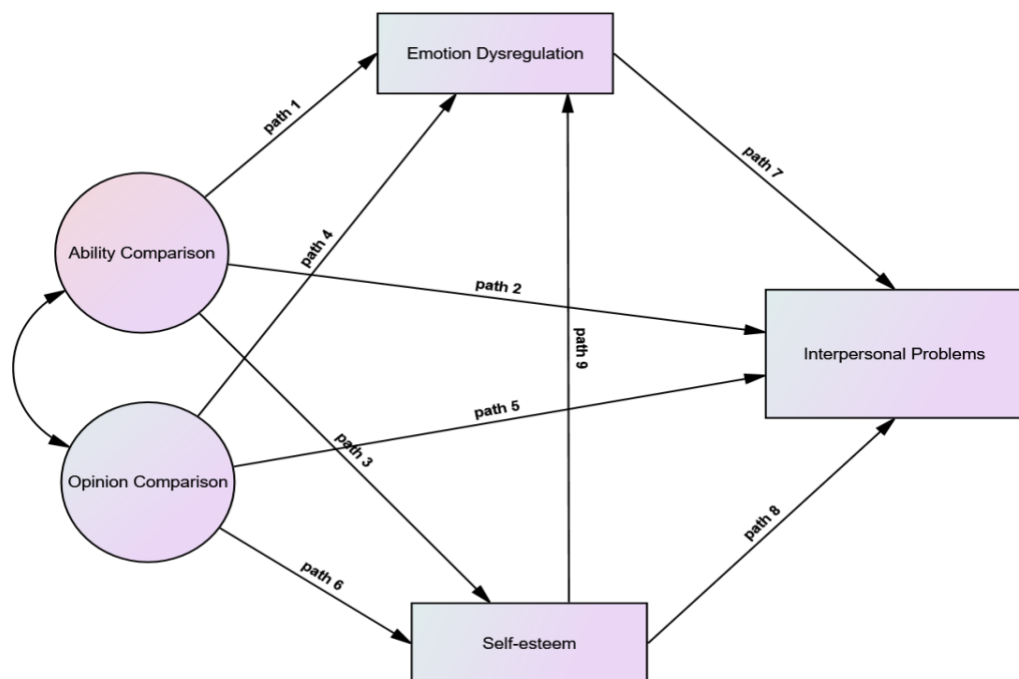 Emotion Dysregulation
path 1
path 7
path 4
Ability Comparison
path 2
path 9
Interpersonal Problems
path 5
path 3
Opinion Comparison
path 8
path 6
Self-esteem